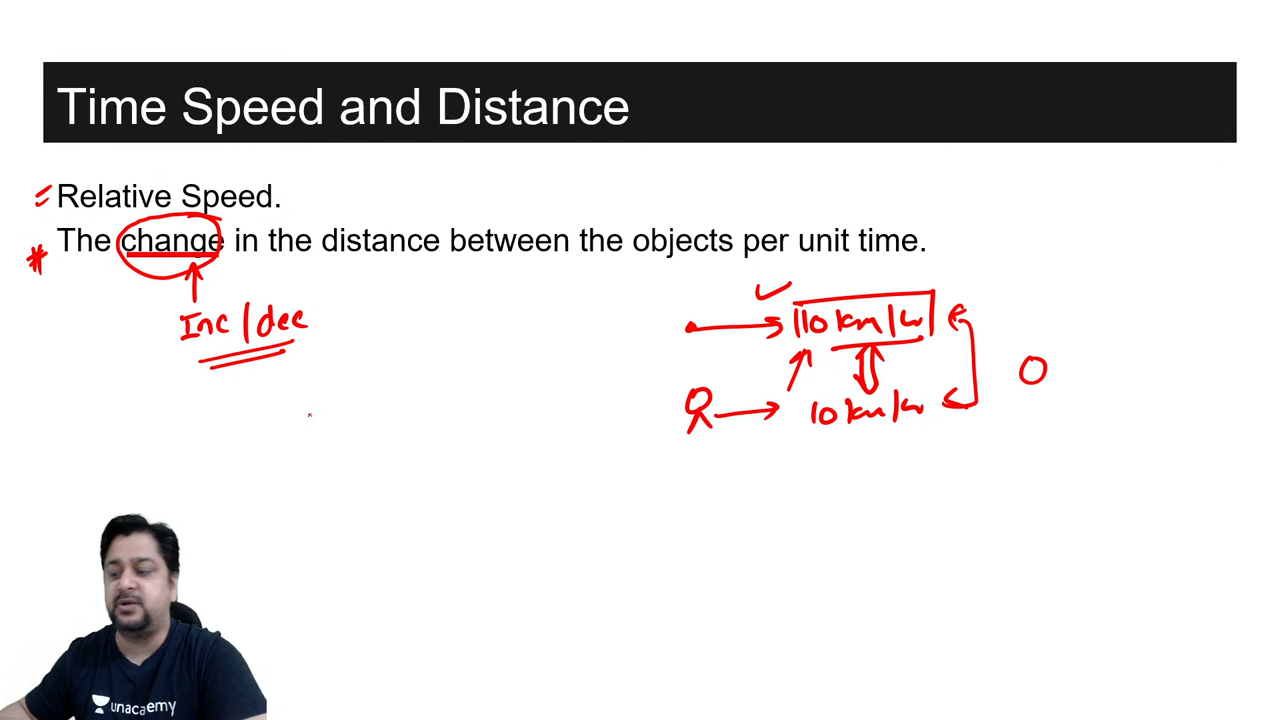 Time Speed and Distance
Relative Speed.
The change in the distance between the objects per unit time.
Inc/dec
10 km/hr
10 km/hr
0
unacaemy